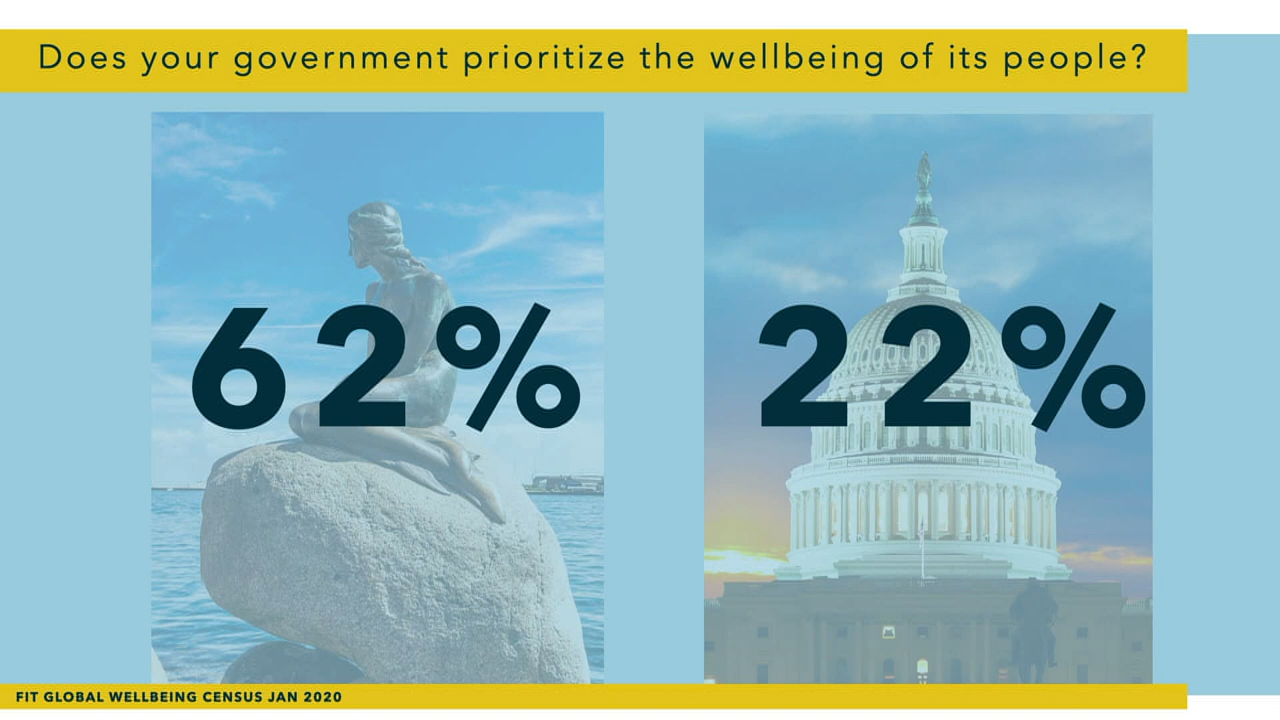 Does your government prioritize the wellbeing of its people?
62%
22%
FIT GLOBAL WELLBEING CENSUS JAN 2020